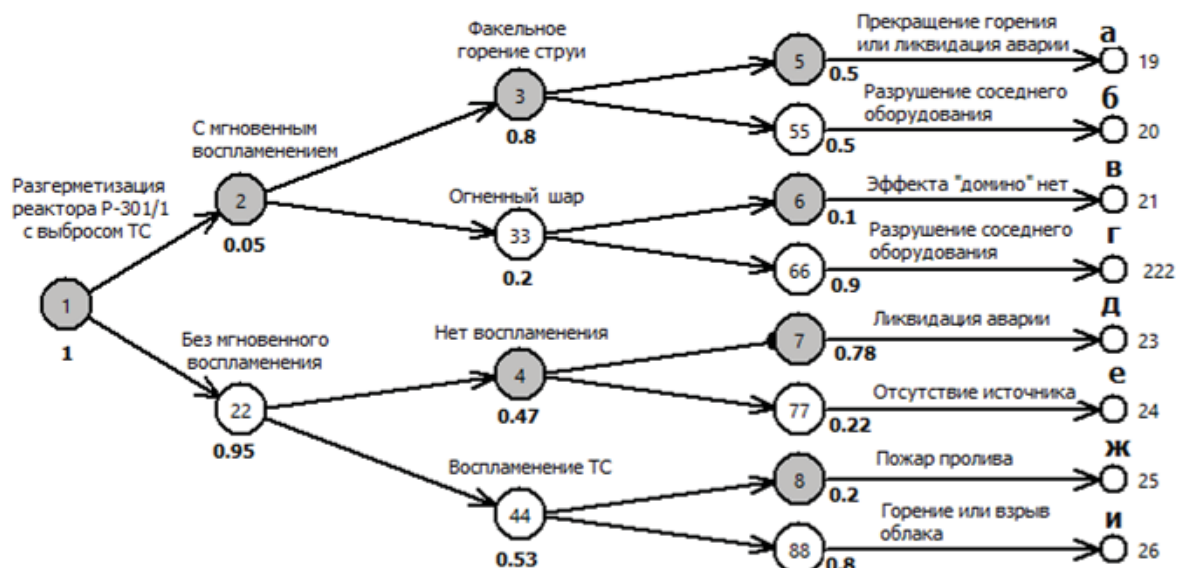 Факельное
горение струи
Прекращение горения
или ликвидация аварии
а
5
0.5
19
3
0.8
Разрушение соседнего
оборудования
б
55
0.5
20
С мгновенным
воспламенением
Разгерметизация
реактора Р-301/1
с выбросом ТС
2
0.05
Огненный шар
33
0.2
Эффекта "домино" нет
в
6
0.1
21
Разрушение соседнего
оборудования
г
66
0.9
222
1
1
Без мгновенного
воспламенения
22
0.95
Нет воспламенения
4
0.47
Ликвидация аварии
д
7
0.78
23
Отсутствие источника
е
77
0.22
24
Воспламенение ТС
44
0.53
Пожар пролива
ж
8
0.2
25
Горение или взрыв
облака
и
88
0.8
26